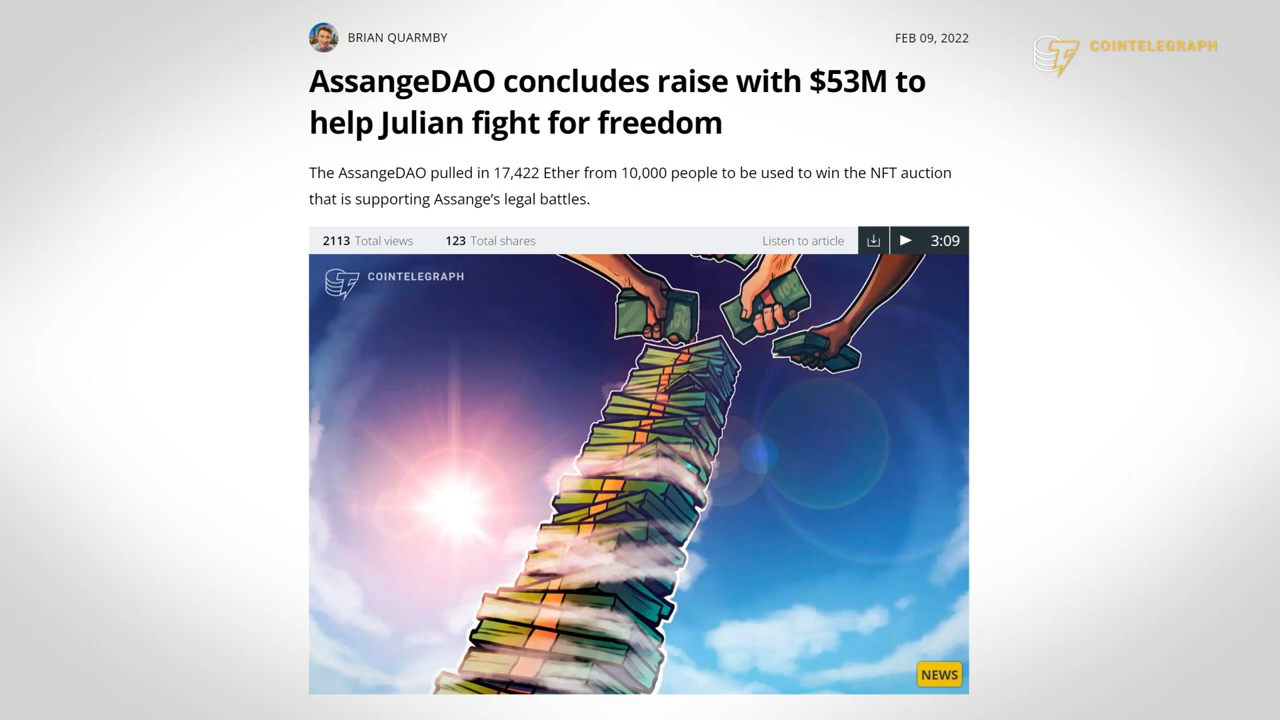 BRIAN QUARMBY
FEB 09, 2022
COINTELEGRAPH
AssangeDAO concludes raise with $53M to
help Julian fight for freedom
The AssangeDAO pulled in 17,422 Ether from 10,000 people to be used to win the NFT auction
that is supporting Assange’s legal battles.
2113 Total views 123 Total shares Listen to article 3:09
COINTELEGRAPH
NEWS